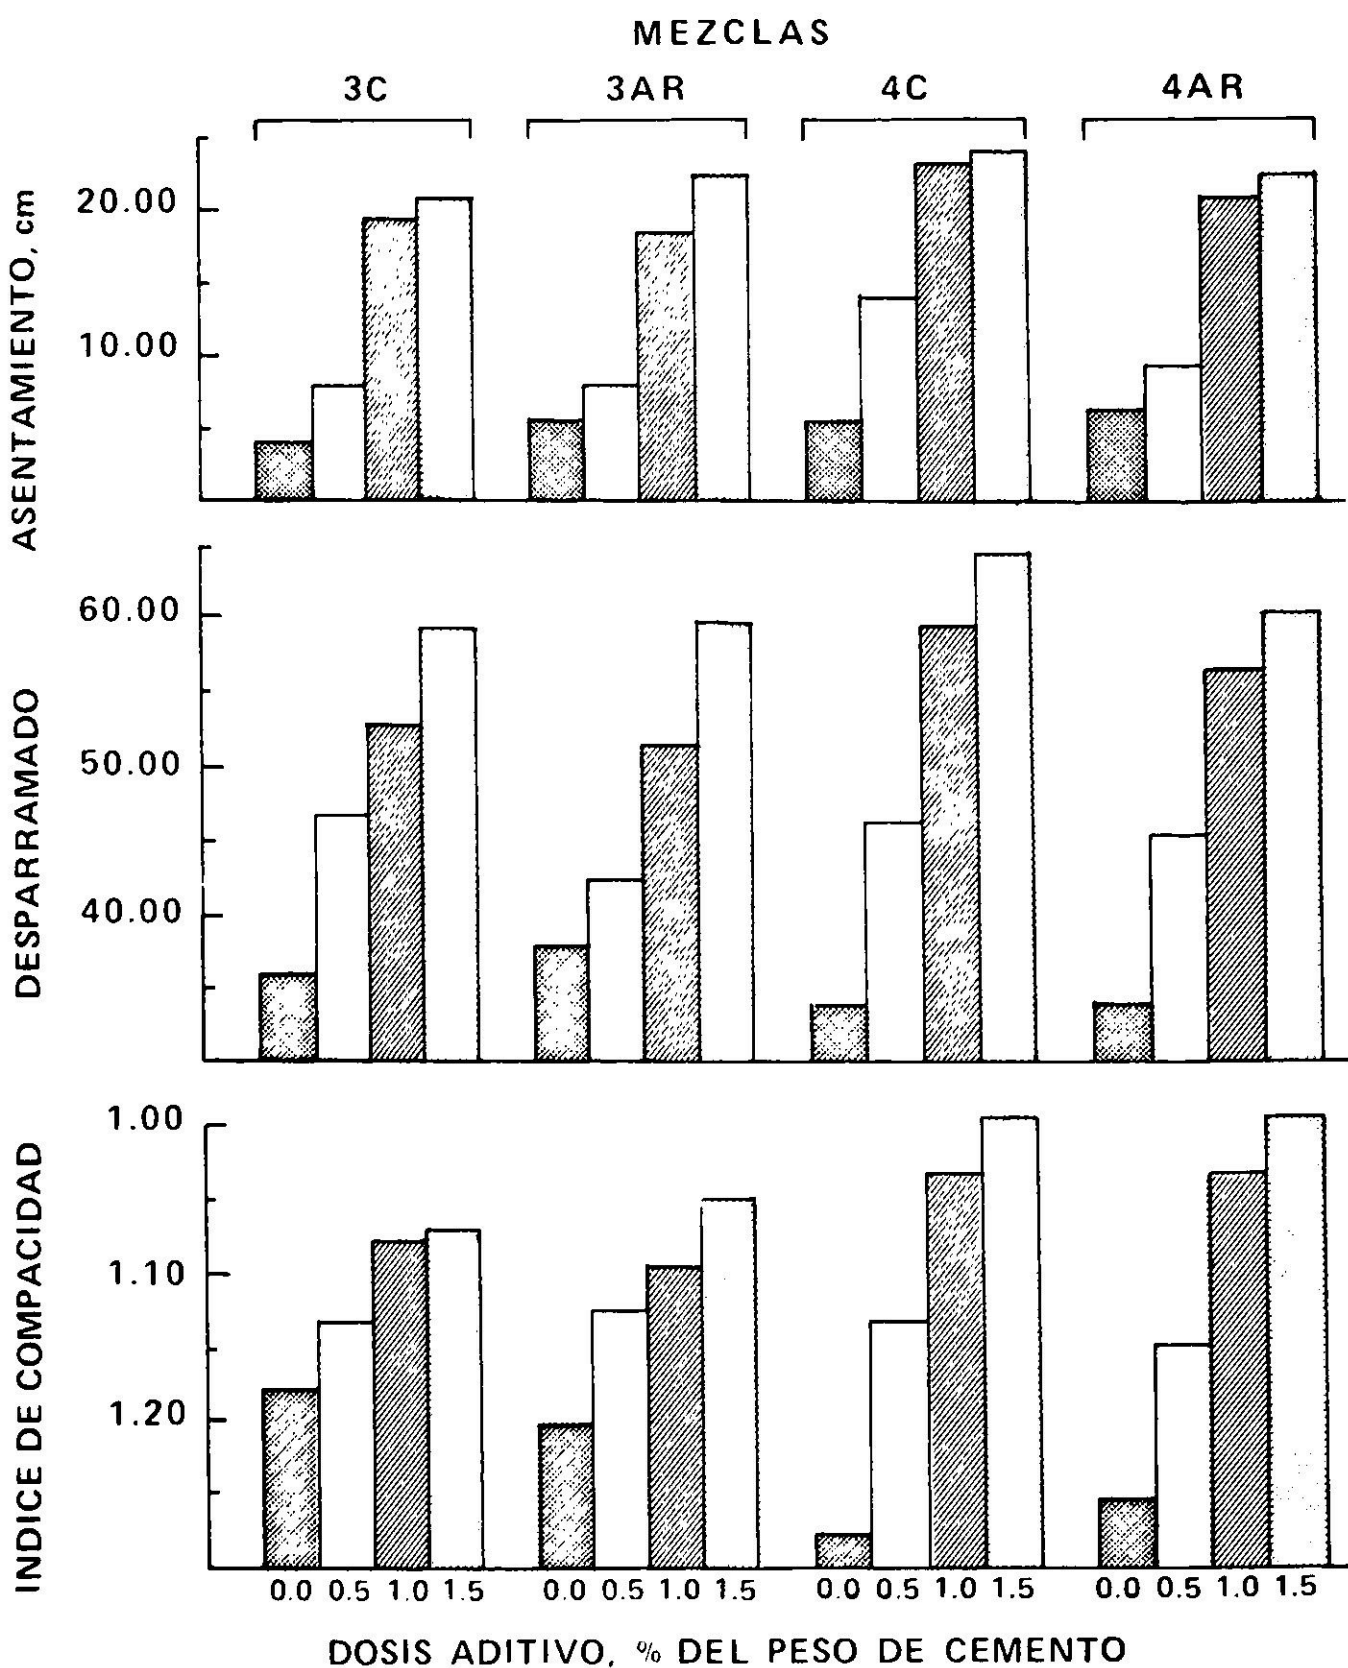 MEZCLAS
3C 3AR 4C 4AR
ASENTAMIENTO, cm
20.00
10.00
DESPARRAMADO
60.00
50.00
40.00
INDICE DE COMPACIDAD
1.00
1.10
1.20
0.0 0.5 1.0 1.5 0.0 0.5 1.0 1.5 0.0 0.5 1.0 1.5 0.0 0.5 1.0 1.5
DOSIS ADITIVO, % DEL PESO DE CEMENTO